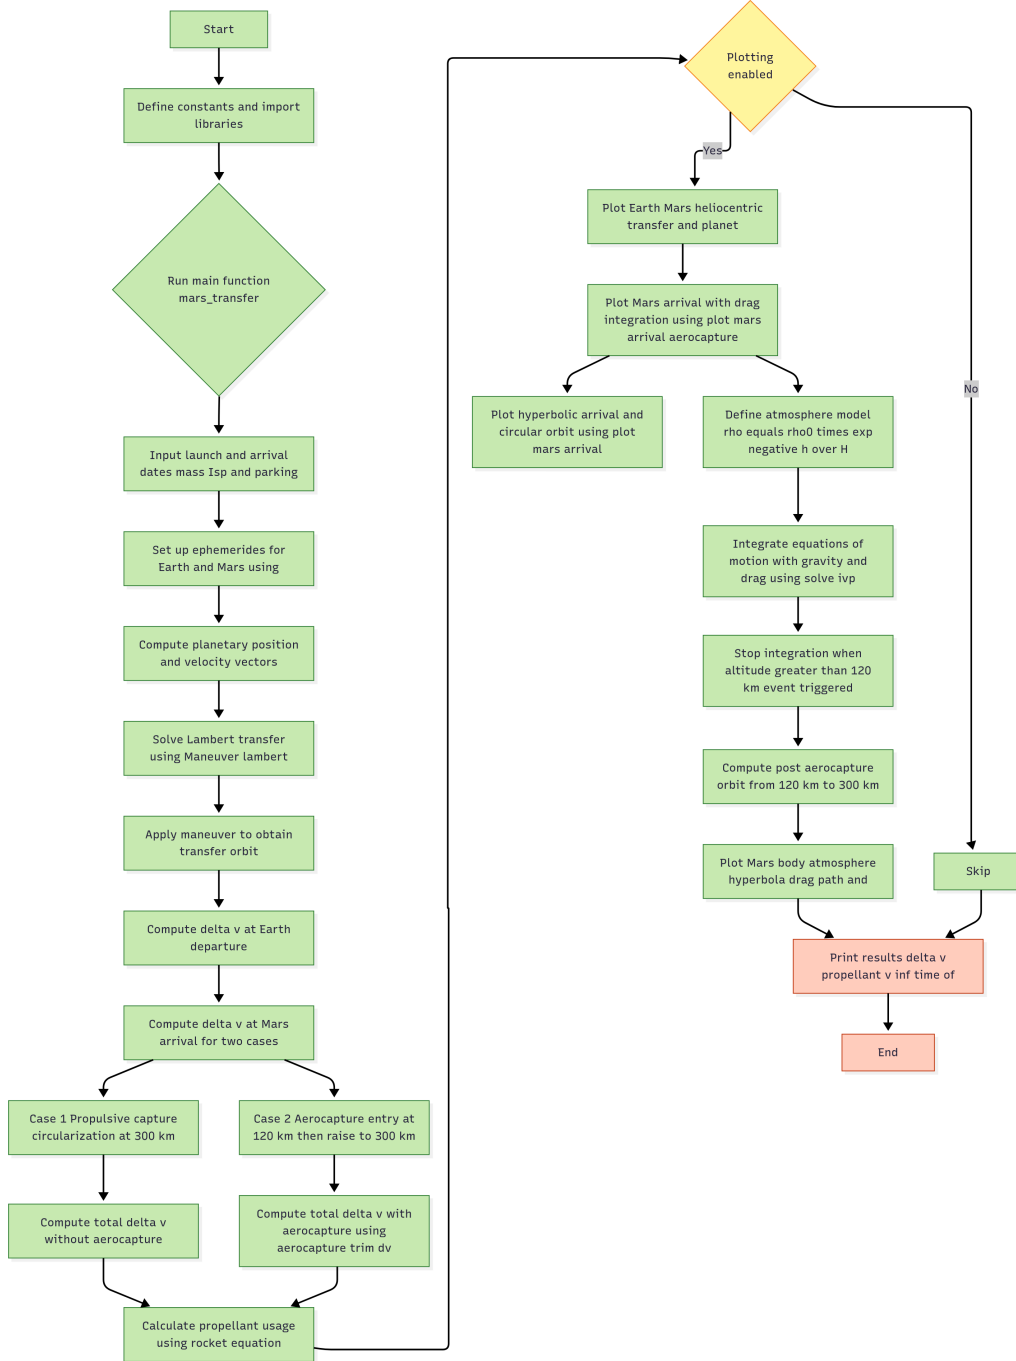 Start
Define constants and import
libraries
Run main function
mars_transfer
Input launch and arrival
dates mass Isp and parking
Set up ephemerides for
Earth and Mars using
Compute planetary position
and velocity vectors
Solve Lambert transfer
using Maneuver lambert
Apply maneuver to obtain
transfer orbit
Compute delta v at Earth
departure
Compute delta v at Mars
arrival for two cases
Case 1 Propulsive capture
circularization at 300 km
Case 2 Aerocapture entry at
120 km then raise to 300 km
Compute total delta v
without aerocapture
Compute total delta v with
aerocapture using
aerocapture trim dv
Calculate propellant usage
using rocket equation
Plotting
enabled
Yes
No
Plot Earth Mars heliocentric
transfer and planet
Plot Mars arrival with drag
integration using plot mars
arrival aerocapture
Plot hyperbolic arrival and
circular orbit using plot
mars arrival
Define atmosphere model
rho equals rho0 times exp
negative h over H
Integrate equations of
motion with gravity and
drag using solve ivp
Stop integration when
altitude greater than 120
km event triggered
Compute post aerocapture
orbit from 120 km to 300 km
Plot Mars body atmosphere
hyperbola drag path and
Skip
Print results delta v
propellant v inf time of
End